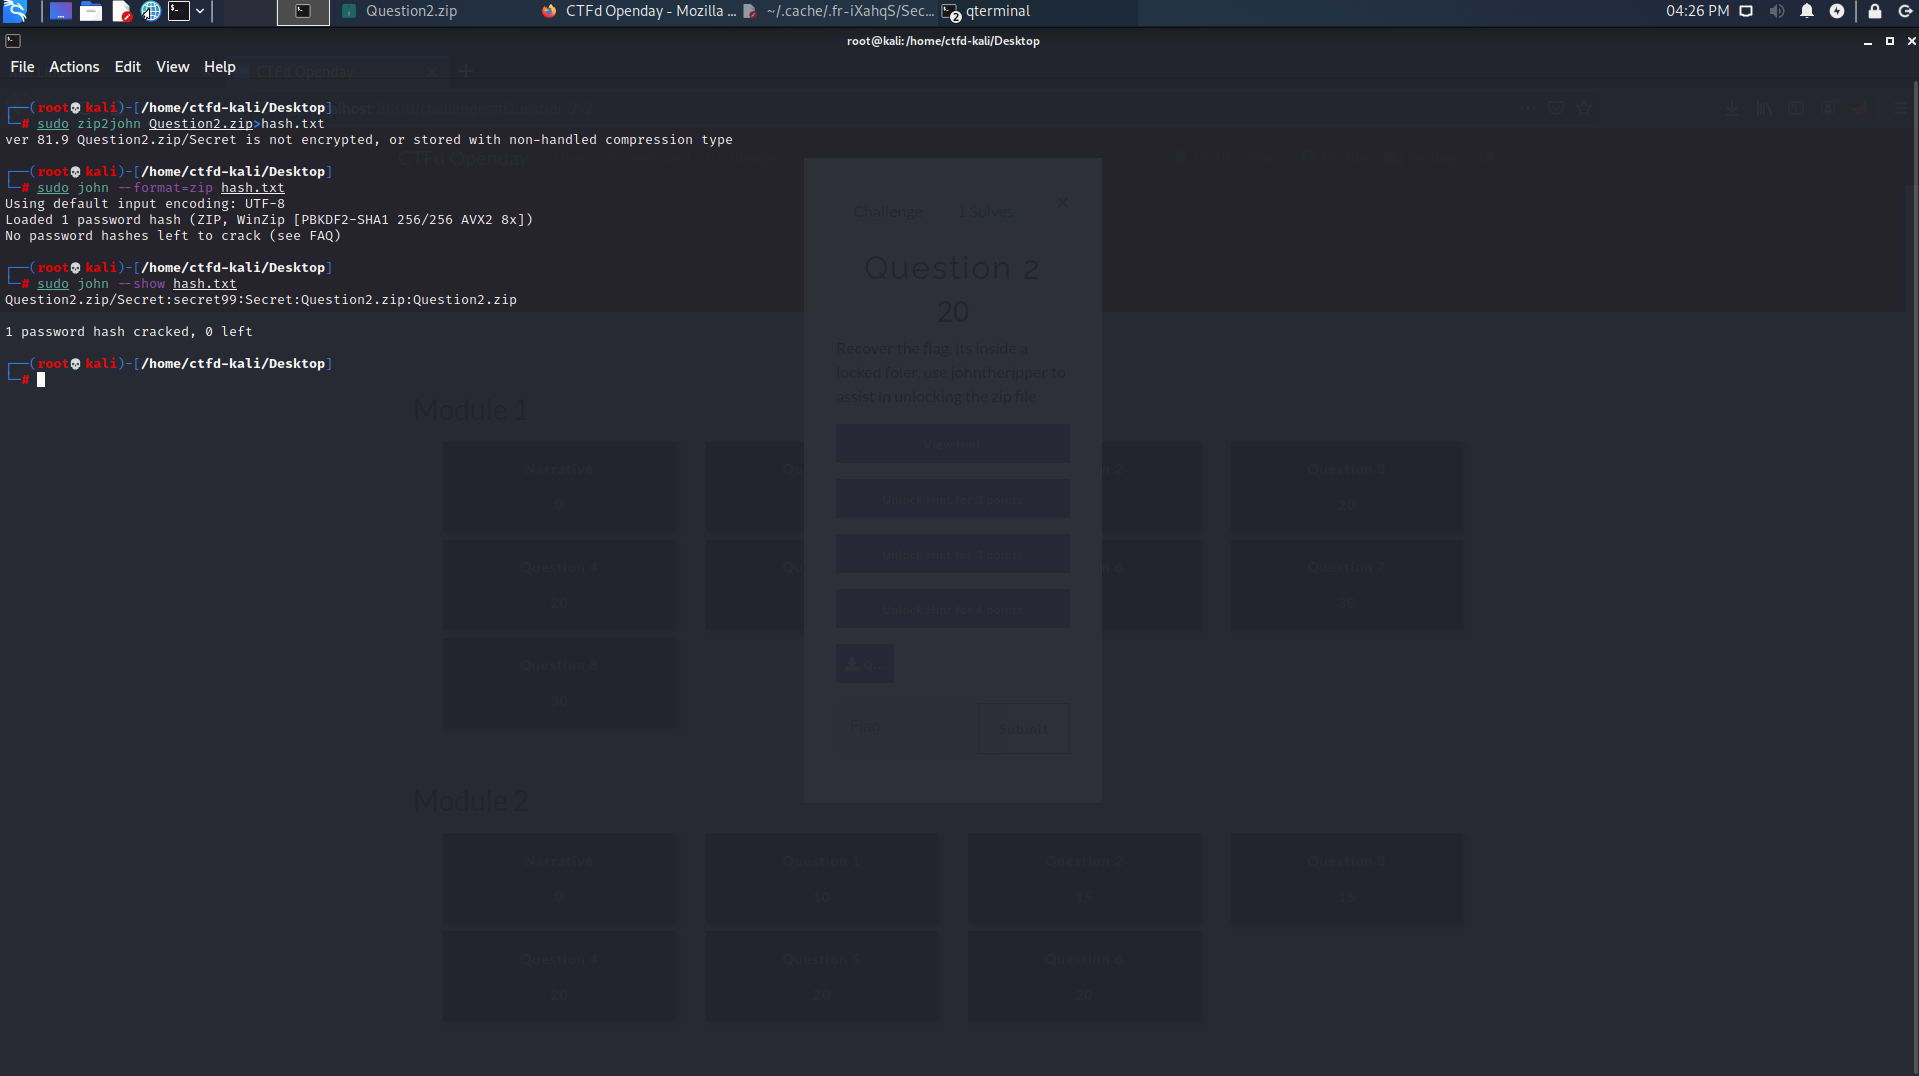 Question2.zip
CTFd Openday - Mozilla ...
~/.cache/.fr-iXahqS/Sec...
2
qterminal
04:26 PM
root@kali:/home/ctfd-kali/Desktop
File Actions Edit View Help
CTFd Openday
┌──(root💀kali)-[/home/ctfd-kali/Desktop]
└─# sudo zip2john Question2.zip>hash.txt
ver 81.9 Question2.zip/Secret is not encrypted, or stored with non-handled compression type
┌──(root💀kali)-[/home/ctfd-kali/Desktop]
└─# sudo john --format=zip hash.txt
Using default input encoding: UTF-8
Loaded 1 password hash (ZIP, WinZip [PBKDF2-SHA1 256/256 AVX2 8x])
No password hashes left to crack (see FAQ)
┌──(root💀kali)-[/home/ctfd-kali/Desktop]
└─# sudo john --show hash.txt
Question2.zip/Secret:secret99:Secret:Question2.zip:Question2.zip
1 password hash cracked, 0 left
┌──(root💀kali)-[/home/ctfd-kali/Desktop]
└─#
CTFd Openday
Challenge
1 Solves
Question 2
20
Recover the flag, its inside a
locked foler. use johntheripper to
assist in unlocking the zip file
View Hint
Unlock Hint for 2 points
Unlock Hint for
points
Unlock Hint for
points
Q...
Flag
Submit
Module 1
Narrative
0
Question 3
20
20
Question 7
30
Question 8
30
Module 2
Narrative
0
Question 1
10
Question 2
15
Question 3
15
Question 4
20
Question 5
20
Question 6